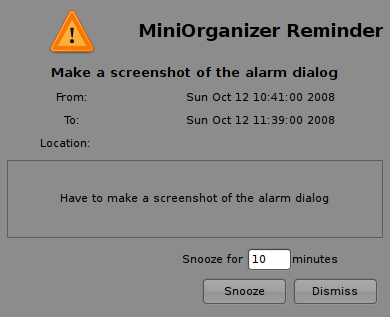 MiniOrganizer Reminder
Make a screenshot of the alarm dialog
From: Sun Oct 12 10:41:00 2008
To: Sun Oct 12 11:39:00 2008
Location:
Have to make a screenshot of the alarm dialog
Snooze for 10 minutes
Snooze Dismiss